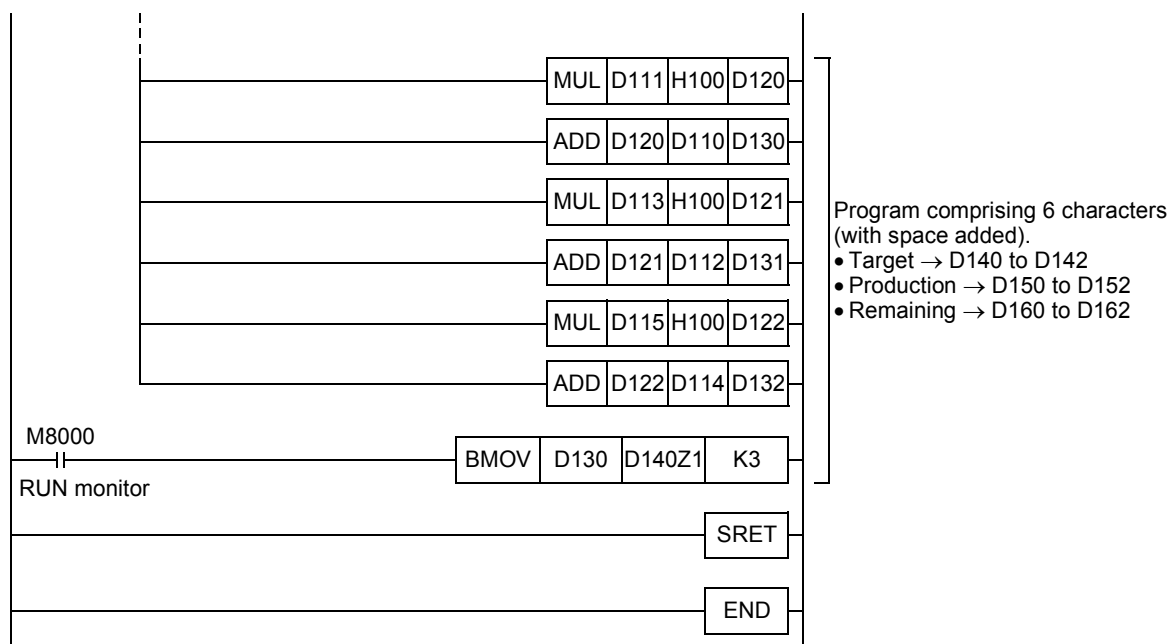 MUL D111 H100 D120
ADD D120 D110 D130
MUL D113 H100 D121
ADD D121 D112 D131
MUL D115 H100 D122
ADD D122 D114 D132
Program comprising 6 characters
(with space added).
• Target → D140 to D142
• Production → D150 to D152
• Remaining → D160 to D162
M8000
RUN monitor
BMOV D130 D140Z1 K3
SRET
END